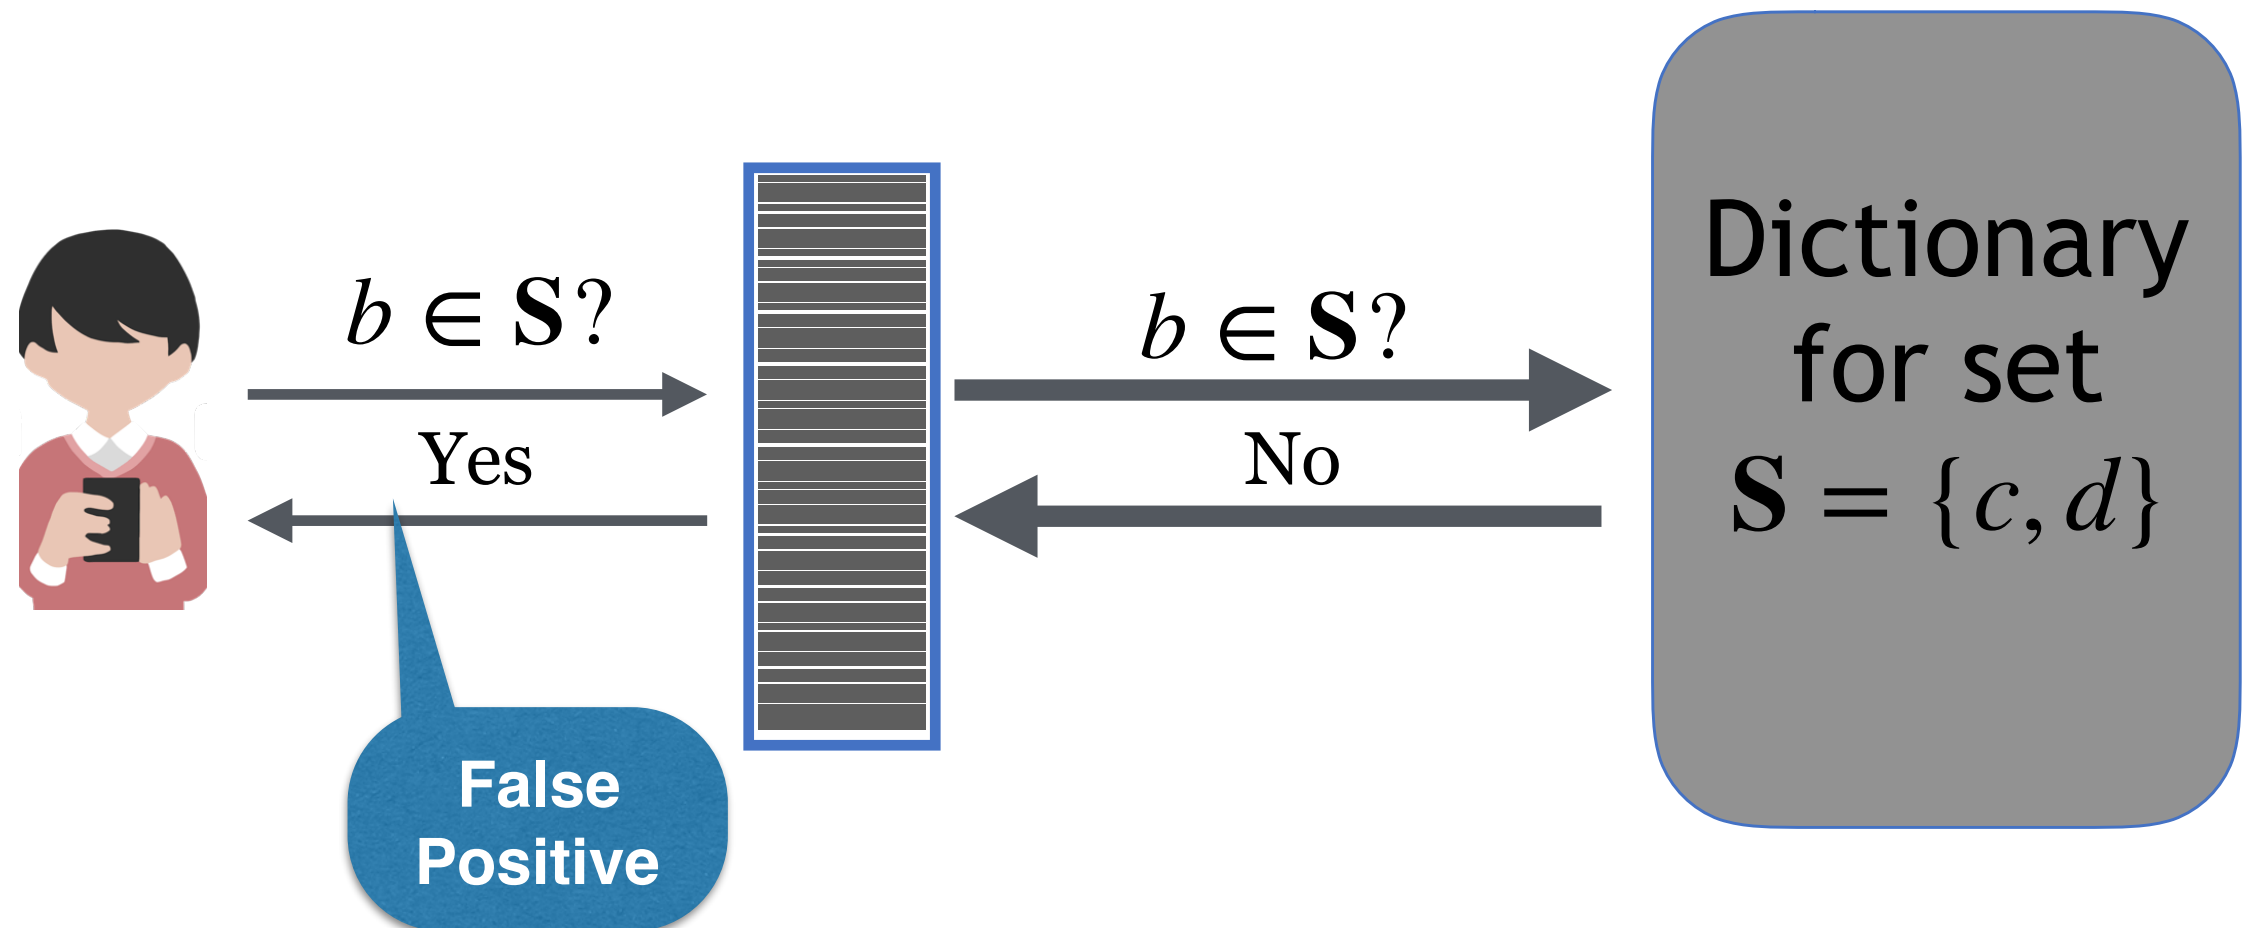 b ∈ S?
Yes
False
Positive
b ∈ S?
No
Dictionary
for set
S = {c, d}